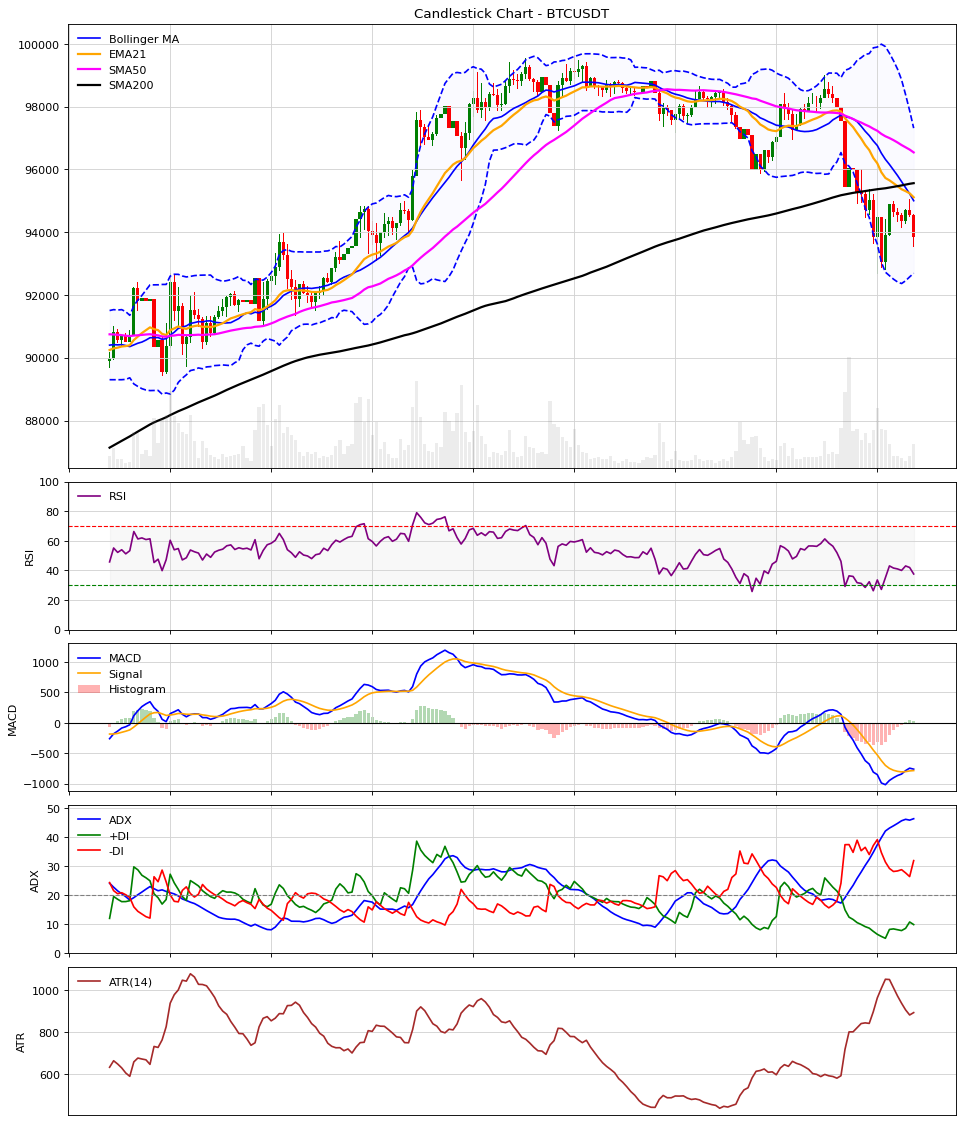 Candlestick Chart - BTCUSDT
Bollinger MA
EMA21
SMA50
SMA200
100000
98000
96000
94000
92000
90000
88000
RSI
RSI
100
80
60
40
20
0
MACD
Signal
Histogram
MACD
1000
500
0
−500
−1000
ADX
+DI
-DI
ADX
50
40
30
20
10
0
ATR(14)
ATR
1000
800
600